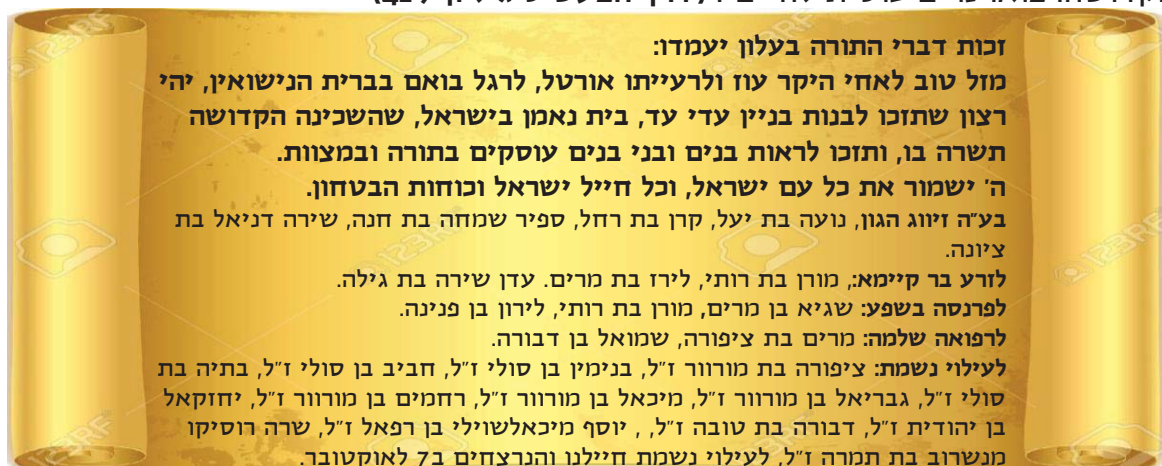 זכות דברי התורה בעלון יעמדו:
מזל טוב לאחי היקר עוז ולרעייתו אורטל, לרגל בואם בברית הנישואין, יהי
רצון שתזכו לבנות בניין עדי עד, בית נאמן בישראל, שהשכינה הקדושה
תשרה בו, ותזכו לראות בנים ובני בנים עוסקים בתורה ובמצוות.
ה' ישמור את כל עם ישראל, וכל חייל ישראל וכוחות הבטחון.
בע"ה זיווג הגון, נועה בת יעל, קרן בת רחל, ספיר שמחה בת חנה, שירה דניאל בת
ציונה.
לזרע בר קיימא:, מורן בת רותי, לירז בת מרים. עדן שירה בת גילה.
לפרנסה בשפע: שגיא בן מרים, מורן בת רותי, לירון בן פנינה.
לרפואה שלמה: מרים בת ציפורה, שמואל בן דבורה.
לעילוי נשמת: ציפורה בת מורוור ז"ל, בנימין בן סולי ז"ל, חביב בן סולי ז"ל, בתיה בת
סולי ז"ל, גבריאל בן מורוור ז"ל, מיכאל בן מורוור ז"ל, רחמים בן מורוור ז"ל, יחזקאל
בן יהודית ז"ל, דבורה בת טובה ז"ל, , יוסף מיכאלשוילי בן רפאל ז"ל, שרה רוסיקו
מנשרוב בת תמרה ז"ל, לעילוי נשמת חיילנו והנרצחים ב7 לאוקטובר.